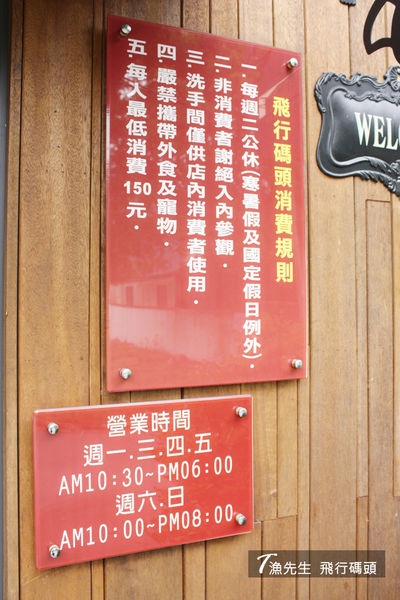 飛行碼頭消費規則
一．每週二公休(寒暑假及國定假日例外)．
二．非消費者謝絕入內參觀．
三．洗手間僅供店內消費者使用．
四．嚴禁攜帶外食及寵物．
五．每人最低消費150元．
WEL
營業時間
週一.三.四.五
AM10:30~PM06:00
週六.日
AM10:00~PM08:00
T漁先生 飛行碼頭